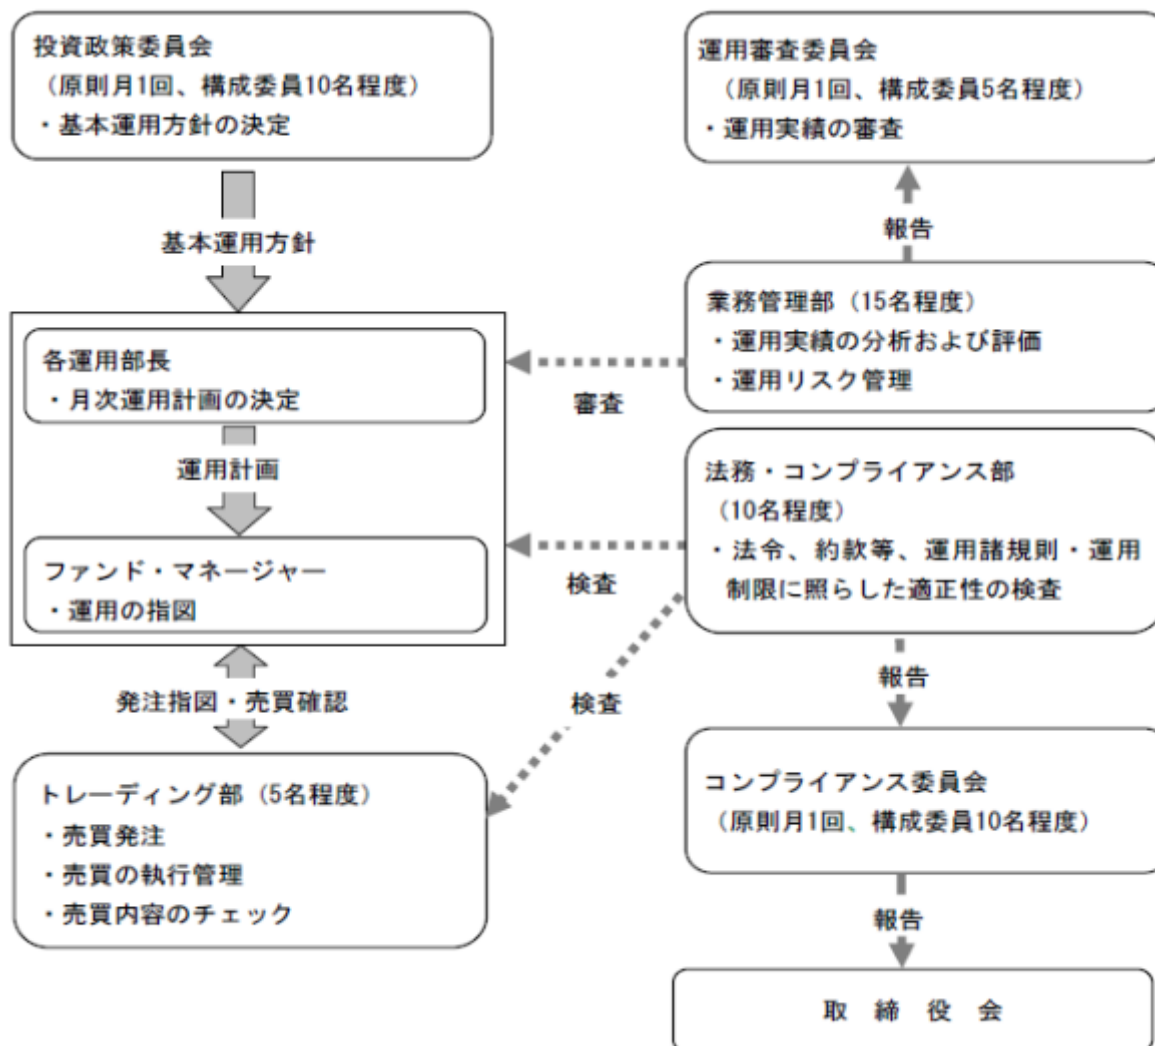 投資政策委員会
（原則月1回、構成委員10名程度）
・基本運用方針の決定
基本運用方針
各運用部長
・月次運用計画の決定
運用計画
ファンド・マネージャー
・運用の指図
発注指図・売買確認
トレーディング部（5名程度）
・売買発注
・売買の執行管理
・売買内容のチェック
運用審査委員会
（原則月1回、構成委員5名程度）
・運用実績の審査
報告
業務管理部（15名程度）
・運用実績の分析および評価
・運用リスク管理
審査
法務・コンプライアンス部
（10名程度）
・法令、約款等、運用諸規則・運用
制限に照らした適正性の検査
検査
検査
報告
コンプライアンス委員会
（原則月1回、構成委員10名程度）
報告
取　締　役　会